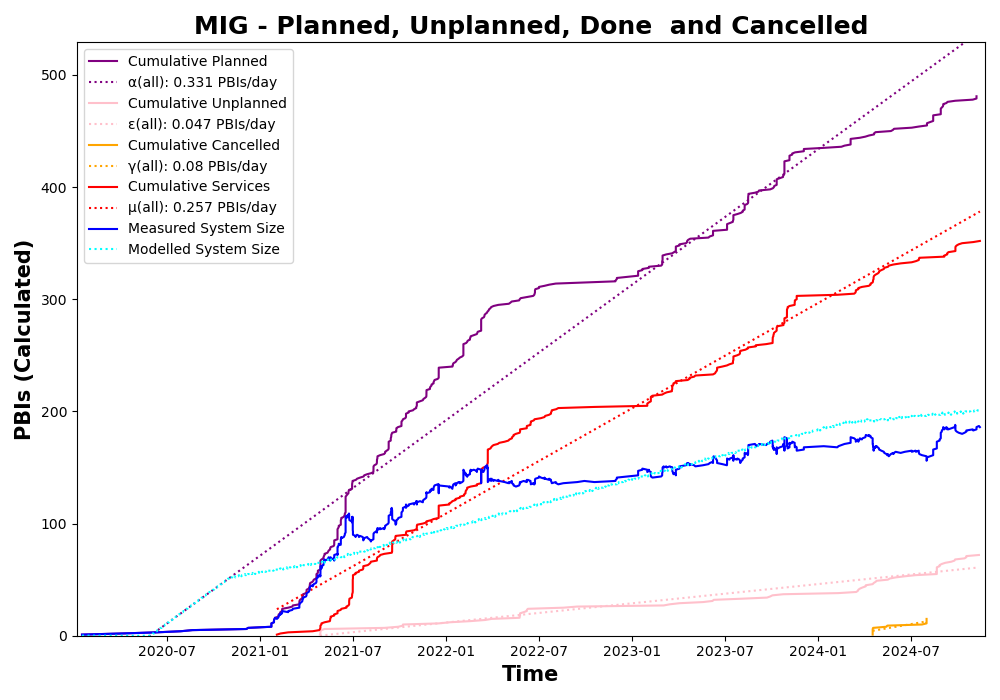 MIG - Planned, Unplanned, Done  and Cancelled
PBIs (Calculated)
500
400
300
200
100
0
Cumulative Planned
α(all): 0.331 PBIs/day
Cumulative Unplanned
ε(all): 0.047 PBIs/day
Cumulative Cancelled
γ(all): 0.08 PBIs/day
Cumulative Services
μ(all): 0.257 PBIs/day
Measured System Size
Modelled System Size
2020-07
2021-01
2021-07
2022-01
2022-07
2023-01
2023-07
2024-01
2024-07
Time